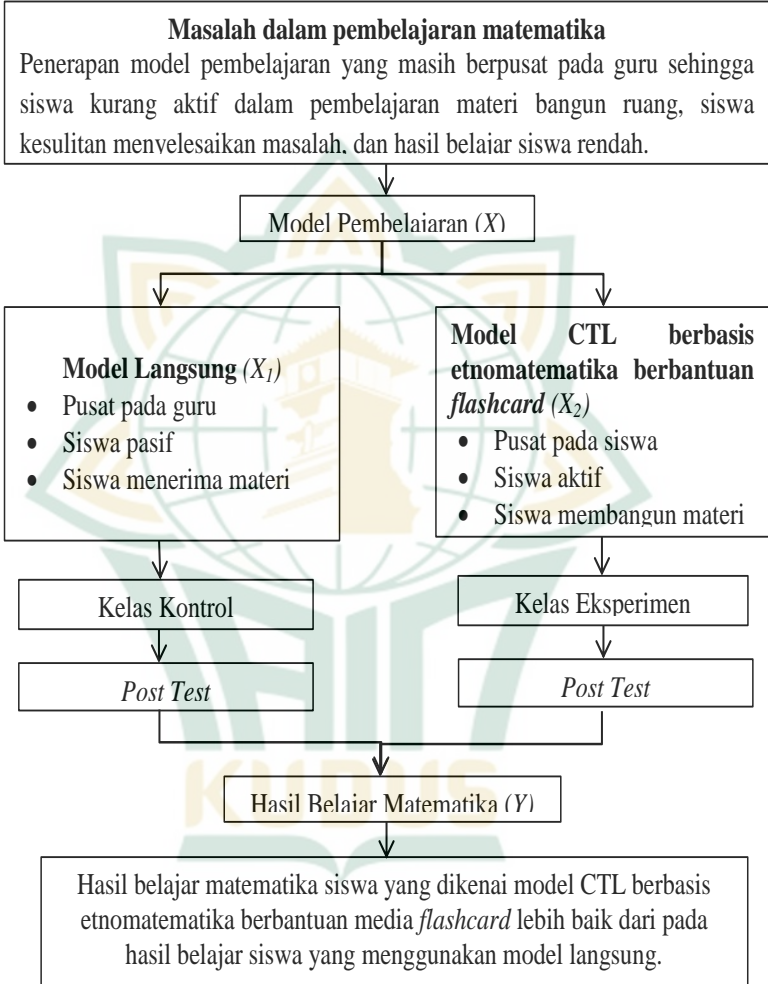 Masalah dalam pembelajaran matematika
Penerapan model pembelajaran yang masih berpusat pada guru sehingga
siswa kurang aktif dalam pembelajaran materi bangun ruang, siswa
kesulitan menyelesaikan masalah, dan hasil belajar siswa rendah.
Model Pembelajaran (X)
Model Langsung (X1)
• Pusat pada guru
• Siswa pasif
• Siswa menerima materi
Model CTL berbasis
etnomatematika berbantuan
flashcard (X2)
• Pusat pada siswa
• Siswa aktif
• Siswa membangun materi
Kelas Kontrol
Kelas Eksperimen
Post Test
Post Test
KUDUS
Hasil Belajar Matematika (Y)
Hasil belajar matematika siswa yang dikenai model CTL berbasis
etnomatematika berbantuan media flashcard lebih baik dari pada
hasil belajar siswa yang menggunakan model langsung.